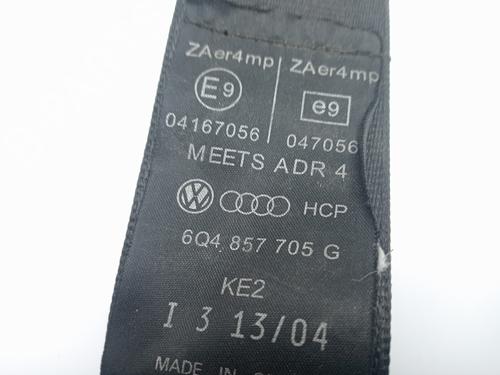 ZAer4mp ZAer4mp
E9 e9
04167056 047056
MEETS ADR 4
HCP
6Q4 857 705 G
KE2
I 3 13/04
MADE IN